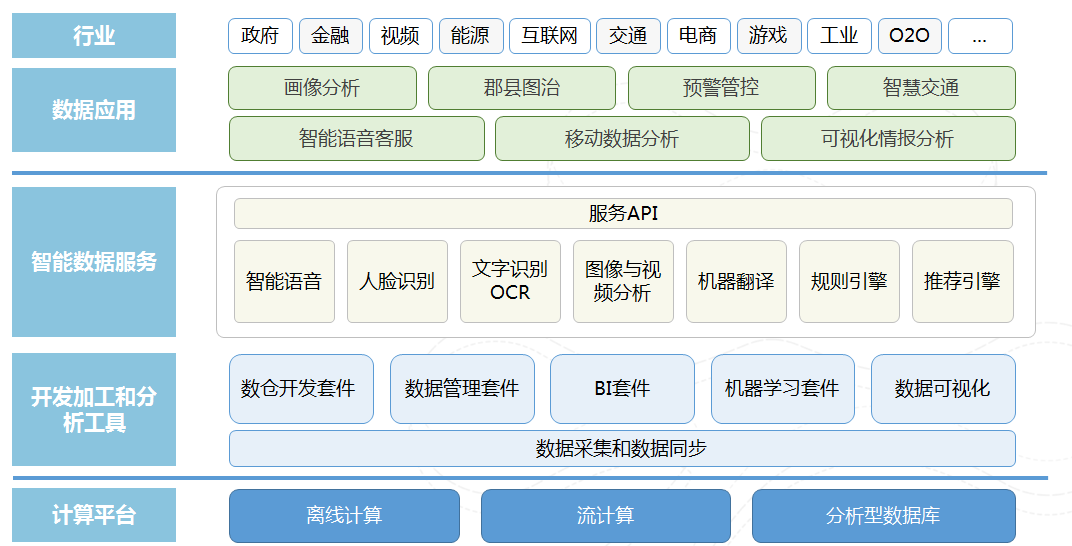 行业
政府
金融
视频
能源
互联网
交通
电商
游戏
工业
O2O
...
数据应用
画像分析
郡县图治
预警管控
智慧交通
智能语音客服
移动数据分析
可视化情报分析
智能数据服务
服务API
智能语音
人脸识别
文字识别
OCR
图像与视
频分析
机器翻译
规则引擎
推荐引擎
开发加工和分
析工具
数仓开发套件
数据管理套件
BI套件
机器学习套件
数据可视化
数据采集和数据同步
计算平台
离线计算
流计算
分析型数据库